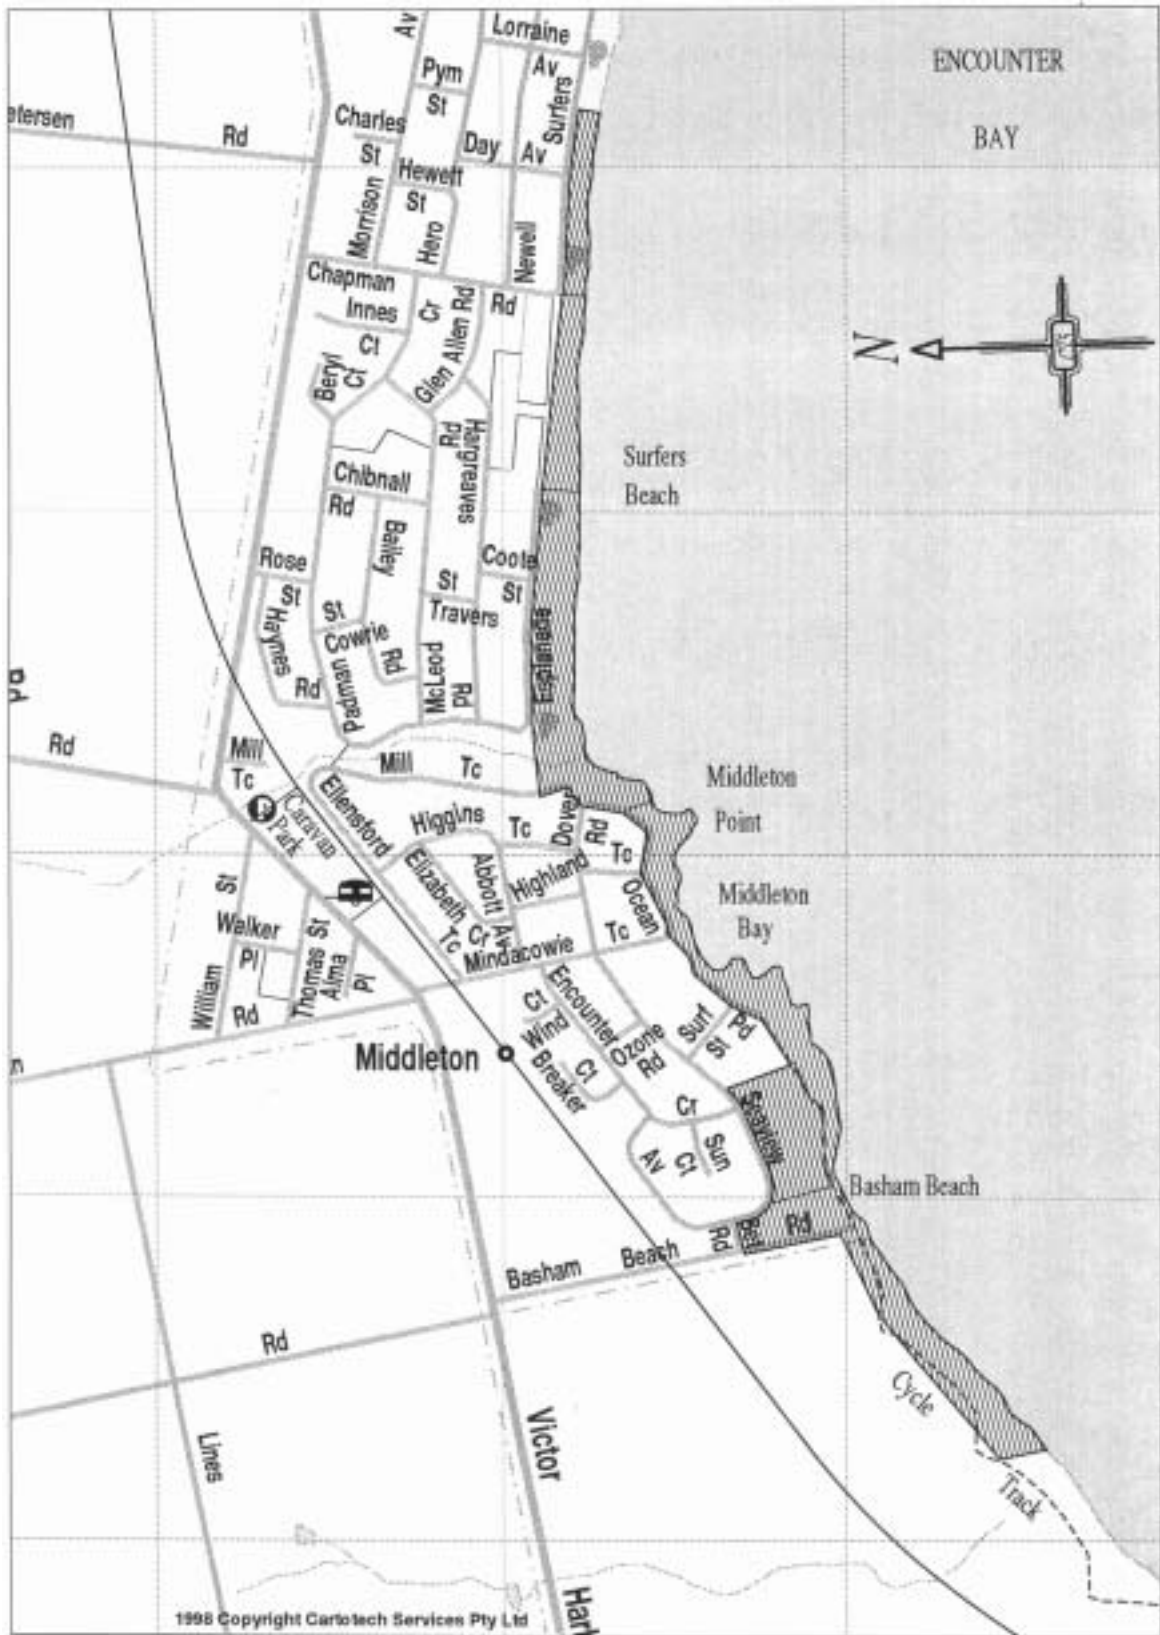 Lorraine
Av
ENCOUNTER
BAY
Pym
St
Av
Surfers
etersen
Rd
Charles
St
Day
Av
Hewett
St
Morrison
Hero
Newell
Chapman
Rd
Innes
Ct
Cr
Glen Allen Rd
N
Beryl
Ct
Hargreaves
Rd
Surfers
Beach
Chibnall
Rd
Bailey
Rose
St
Coote
St
St
Travers
Haynes
St
Cowrie
Rd
Rd
Padman
McLeod
Rd
Esplanade
Rd
Mill
Tc
Mill
Tc
Caravan
Park
Ellensford
Higgins
Tc
Dover
Rd
Middleton
Point
Tc
Elizabeth
Abbott
Highland
Ocean
Middleton
Bay
St
H
Walker
Pl
Thomas St
Alma
Pl
William
Rd
Tc
Cr
Av
Mindacowie
Tc
Encounter
Ct
Wind
Breaker
Ct
Ozone
Rd
Surf
St
Pd
Middleton
n
Cr
Seaview
Sun
Ct
Av
Basham Beach
Rd
Rd
Basham
Beach
Rd
Cycle
Track
Victor
Lines
Harb
1998 Copyright Cartotech Services Pty Ltd